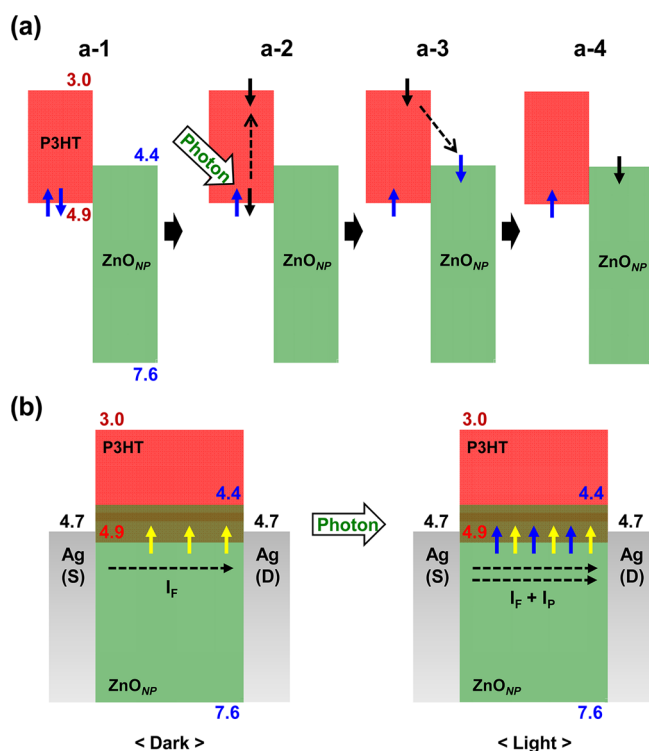 (a)
a-1 a-2 a-3 a-4
3.0
P3HT
Photon
4.4
4.9
ZnO_NP ZnO_NP ZnO_NP ZnO_NP
7.6
(b)
3.0 3.0
P3HT P3HT
4.4 4.4
4.7 4.9 4.7 Photon 4.7 4.9 4.7
Ag Ag Ag Ag
(S) (D) (S) (D)
I_F I_F + I_P
ZnO_NP ZnO_NP
7.6 7.6
< Dark > < Light >